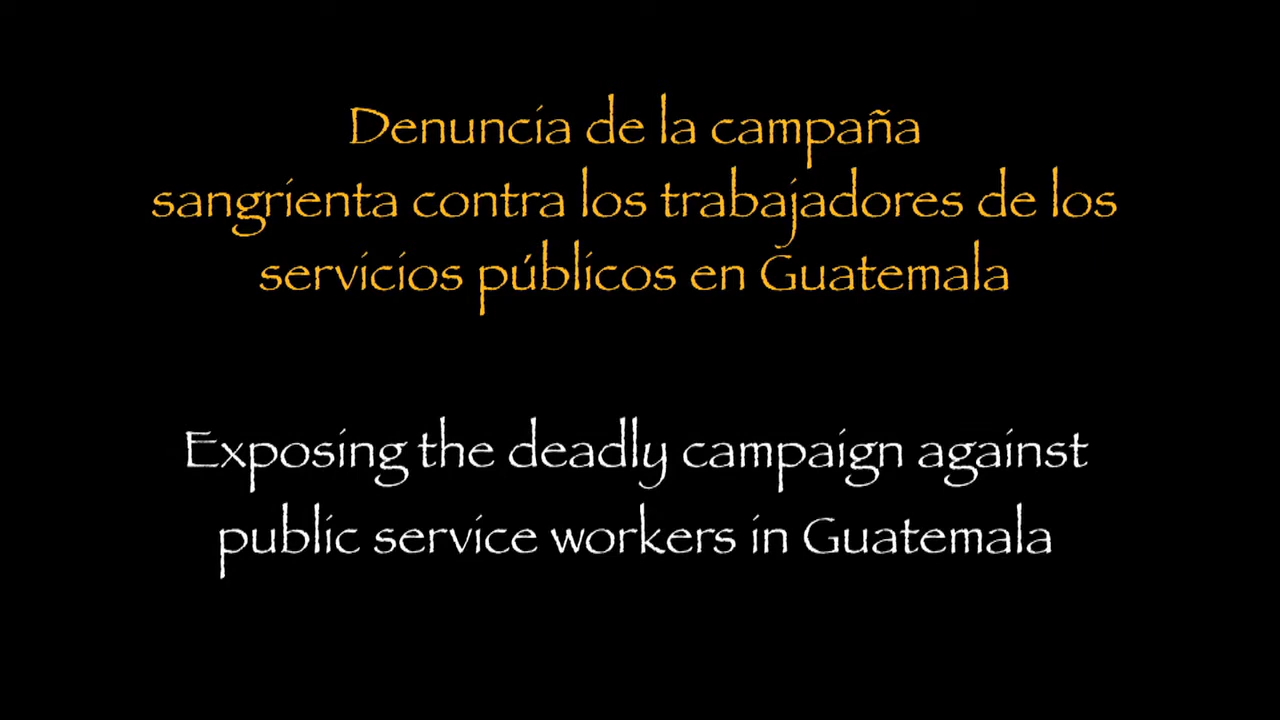 Denuncia de la campaña
sangrienta contra los trabajadores de los
servicios públicos en Guatemala
Exposing the deadly campaign against
public service workers in Guatemala